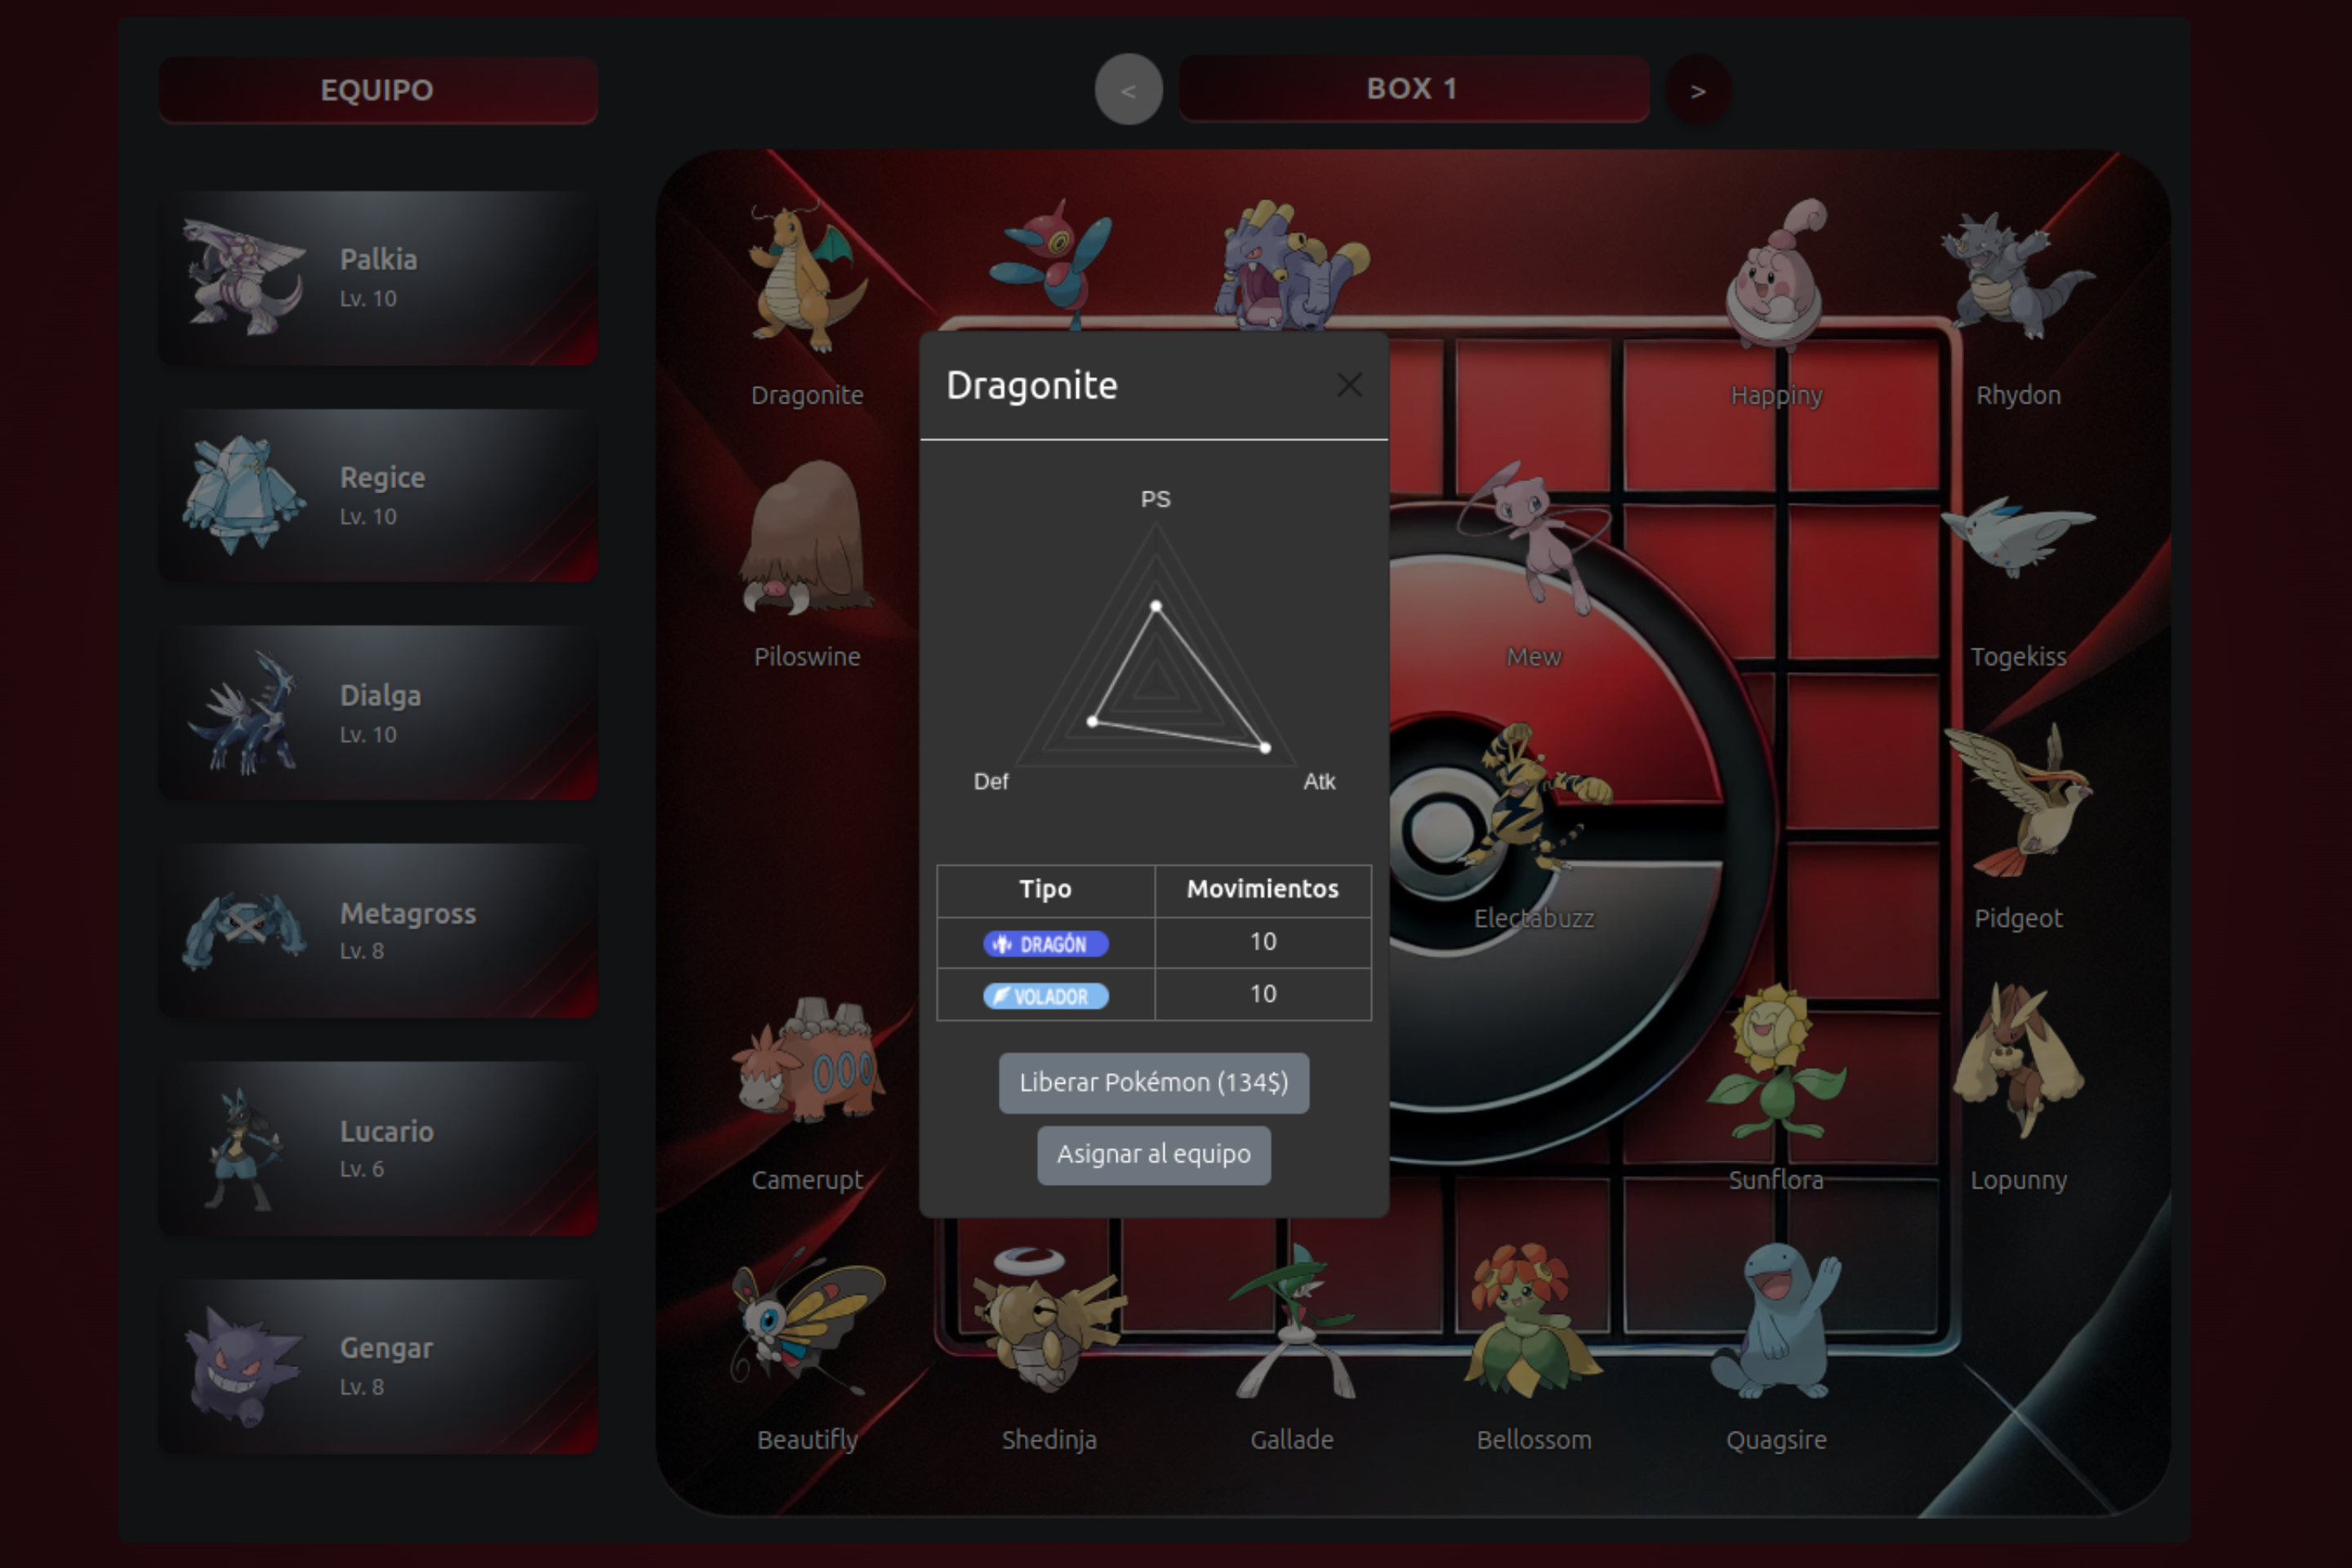 EQUIPO
Palkia
Lv. 10
Regice
Lv. 10
Dialga
Lv. 10
Metagross
Lv. 8
Lucario
Lv. 6
Gengar
Lv. 8
< BOX 1 >
Dragonite
Happiny
Rhydon
Piloswine
Mew
Togekiss
Electabuzz
Pidgeot
Camerupt
Sunflora
Lopunny
Beautifly
Shedinja
Gallade
Bellossom
Quagsire
Dragonite
PS
Def
Atk
Tipo Movimientos
DRAGÓN 10
VOLADOR 10
Liberar Pokémon (134$)
Asignar al equipo